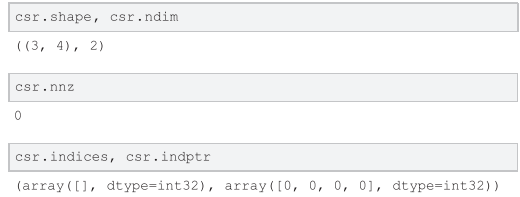 csr.shape, csr.ndim
((3, 4), 2)
csr.nnz
0
csr.indices, csr.indptr
(array([], dtype=int32), array([0, 0, 0, 0], dtype=int32))